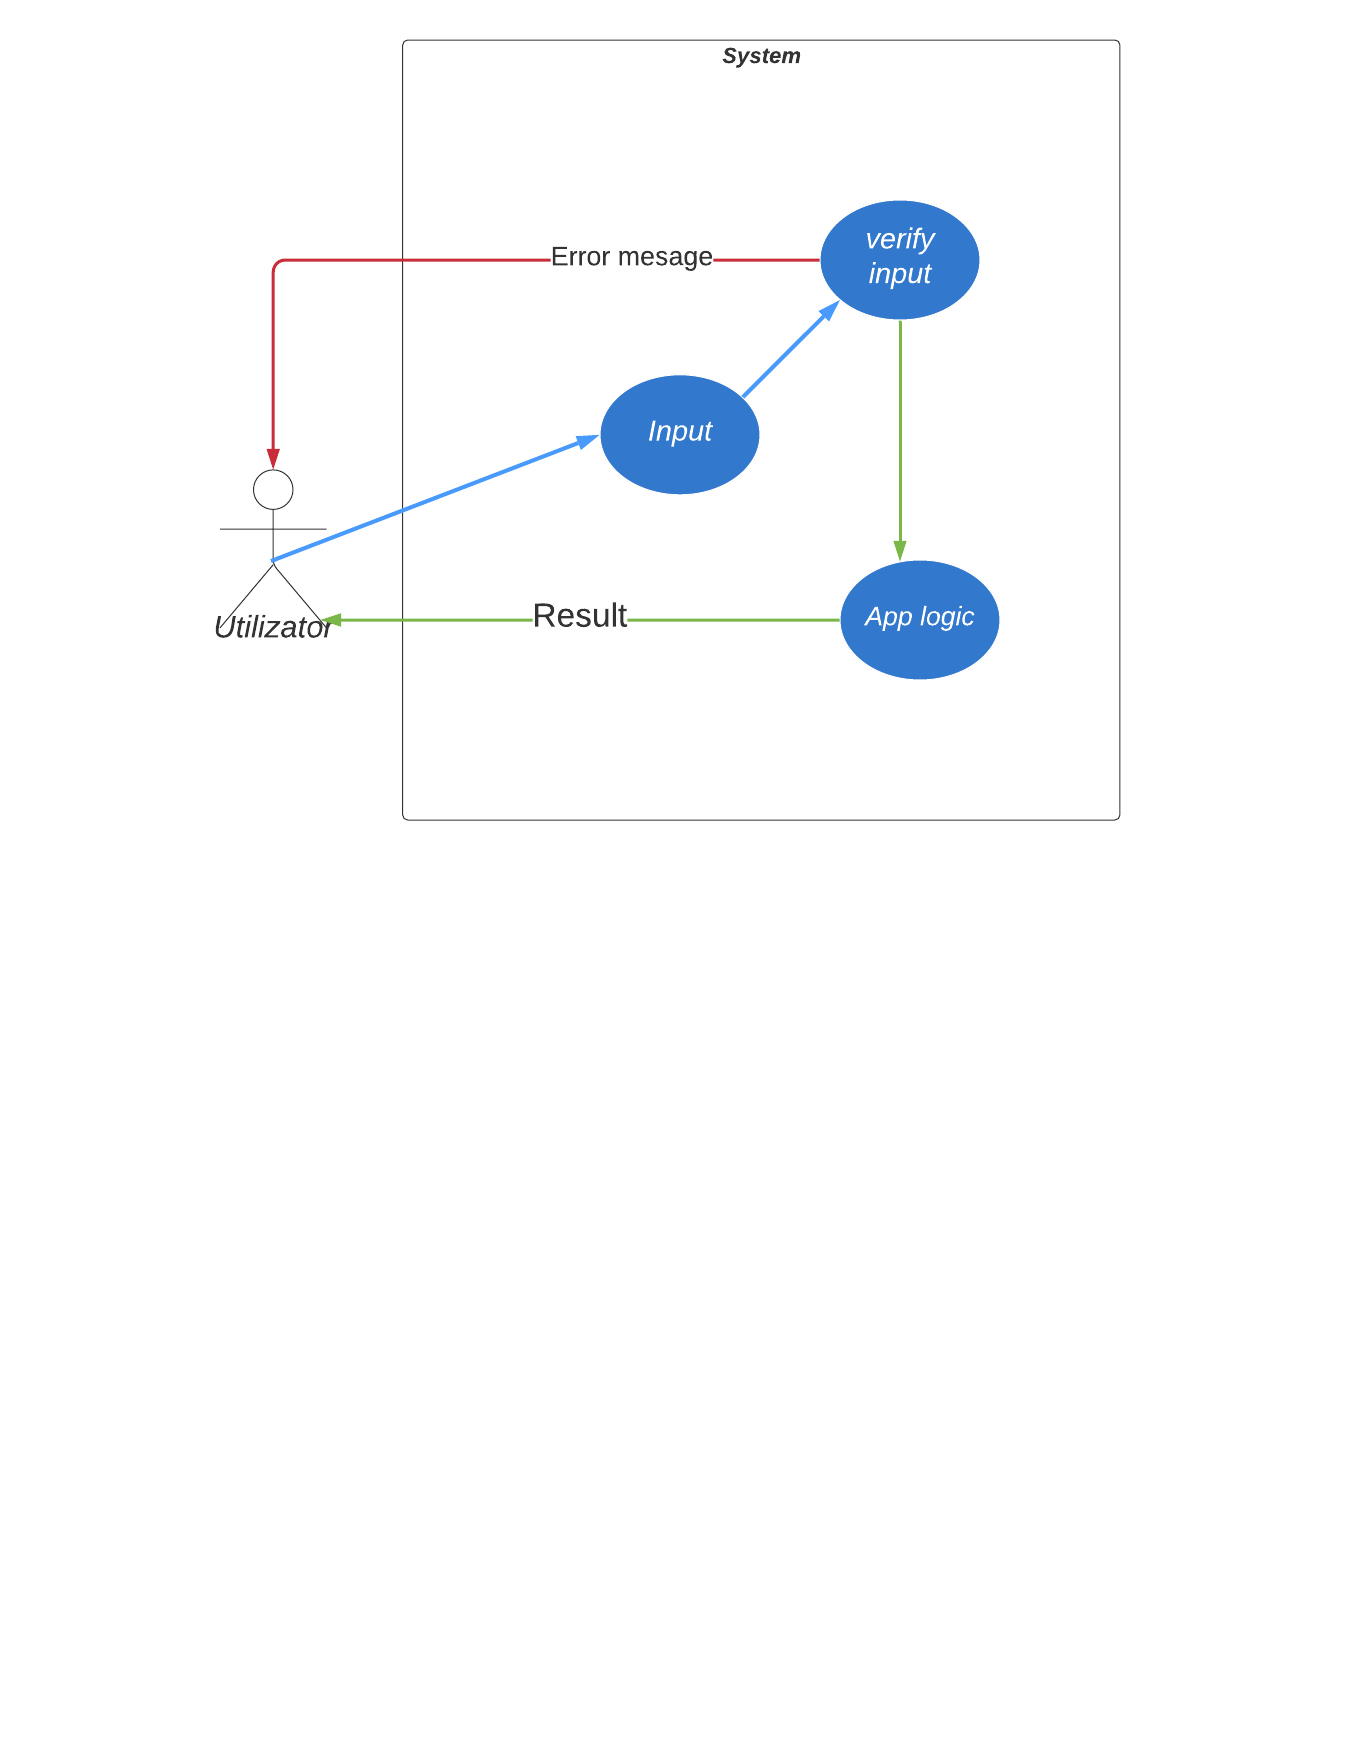 System
verify
input
Error mesage
Input
App logic
Result
Utilizator